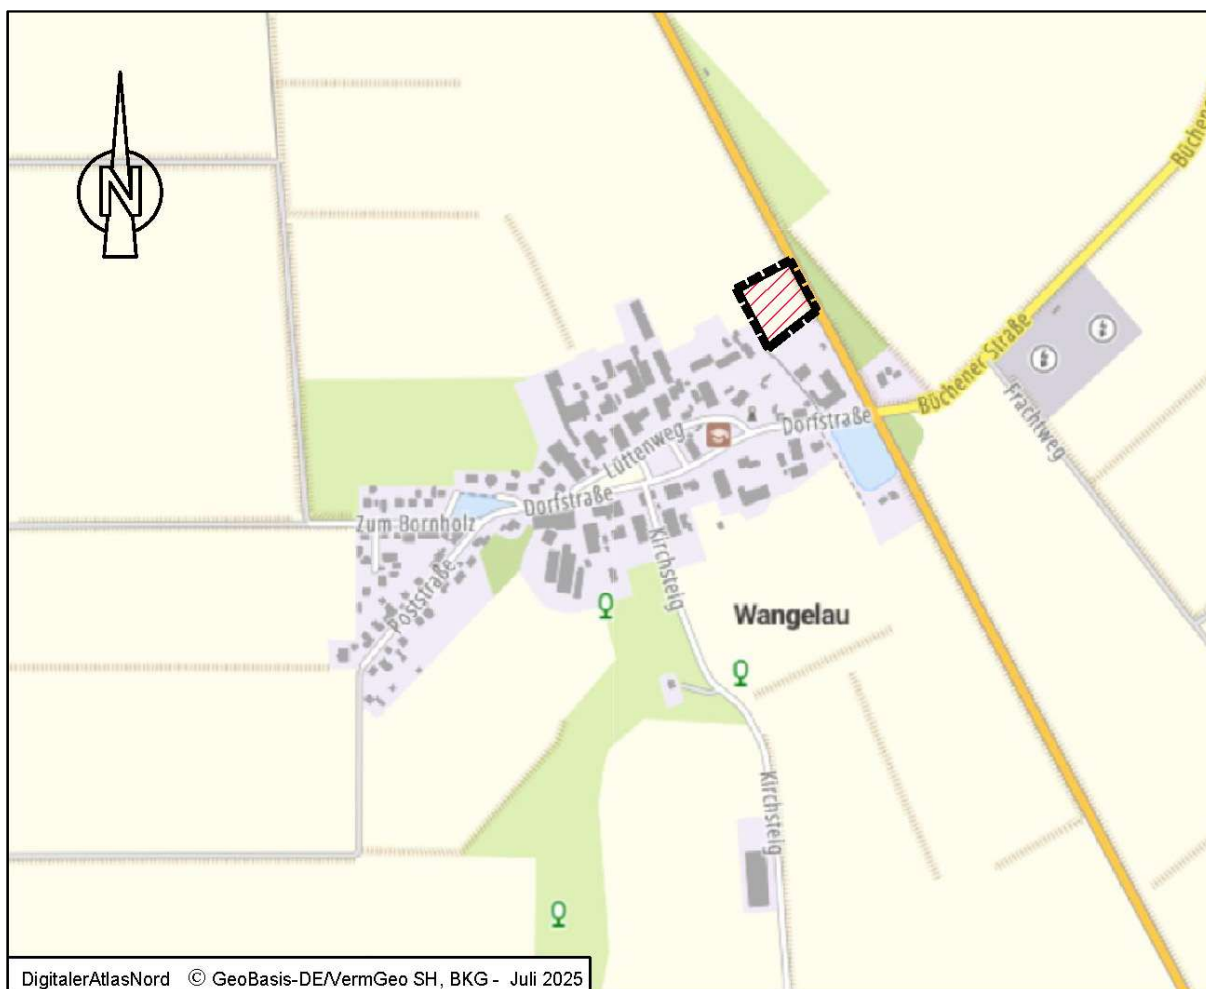 N
Büchene
Büchener Straße
Frachtweg
Dorfstraße
Lüttenweg
Dorfstraße
Zum Bornholz
Poststraße
Kirchsteig
Wangelau
Kirchsteig
DigitalerAtlasNord © GeoBasis-DE/VermGeo SH, BKG - Juli 2025